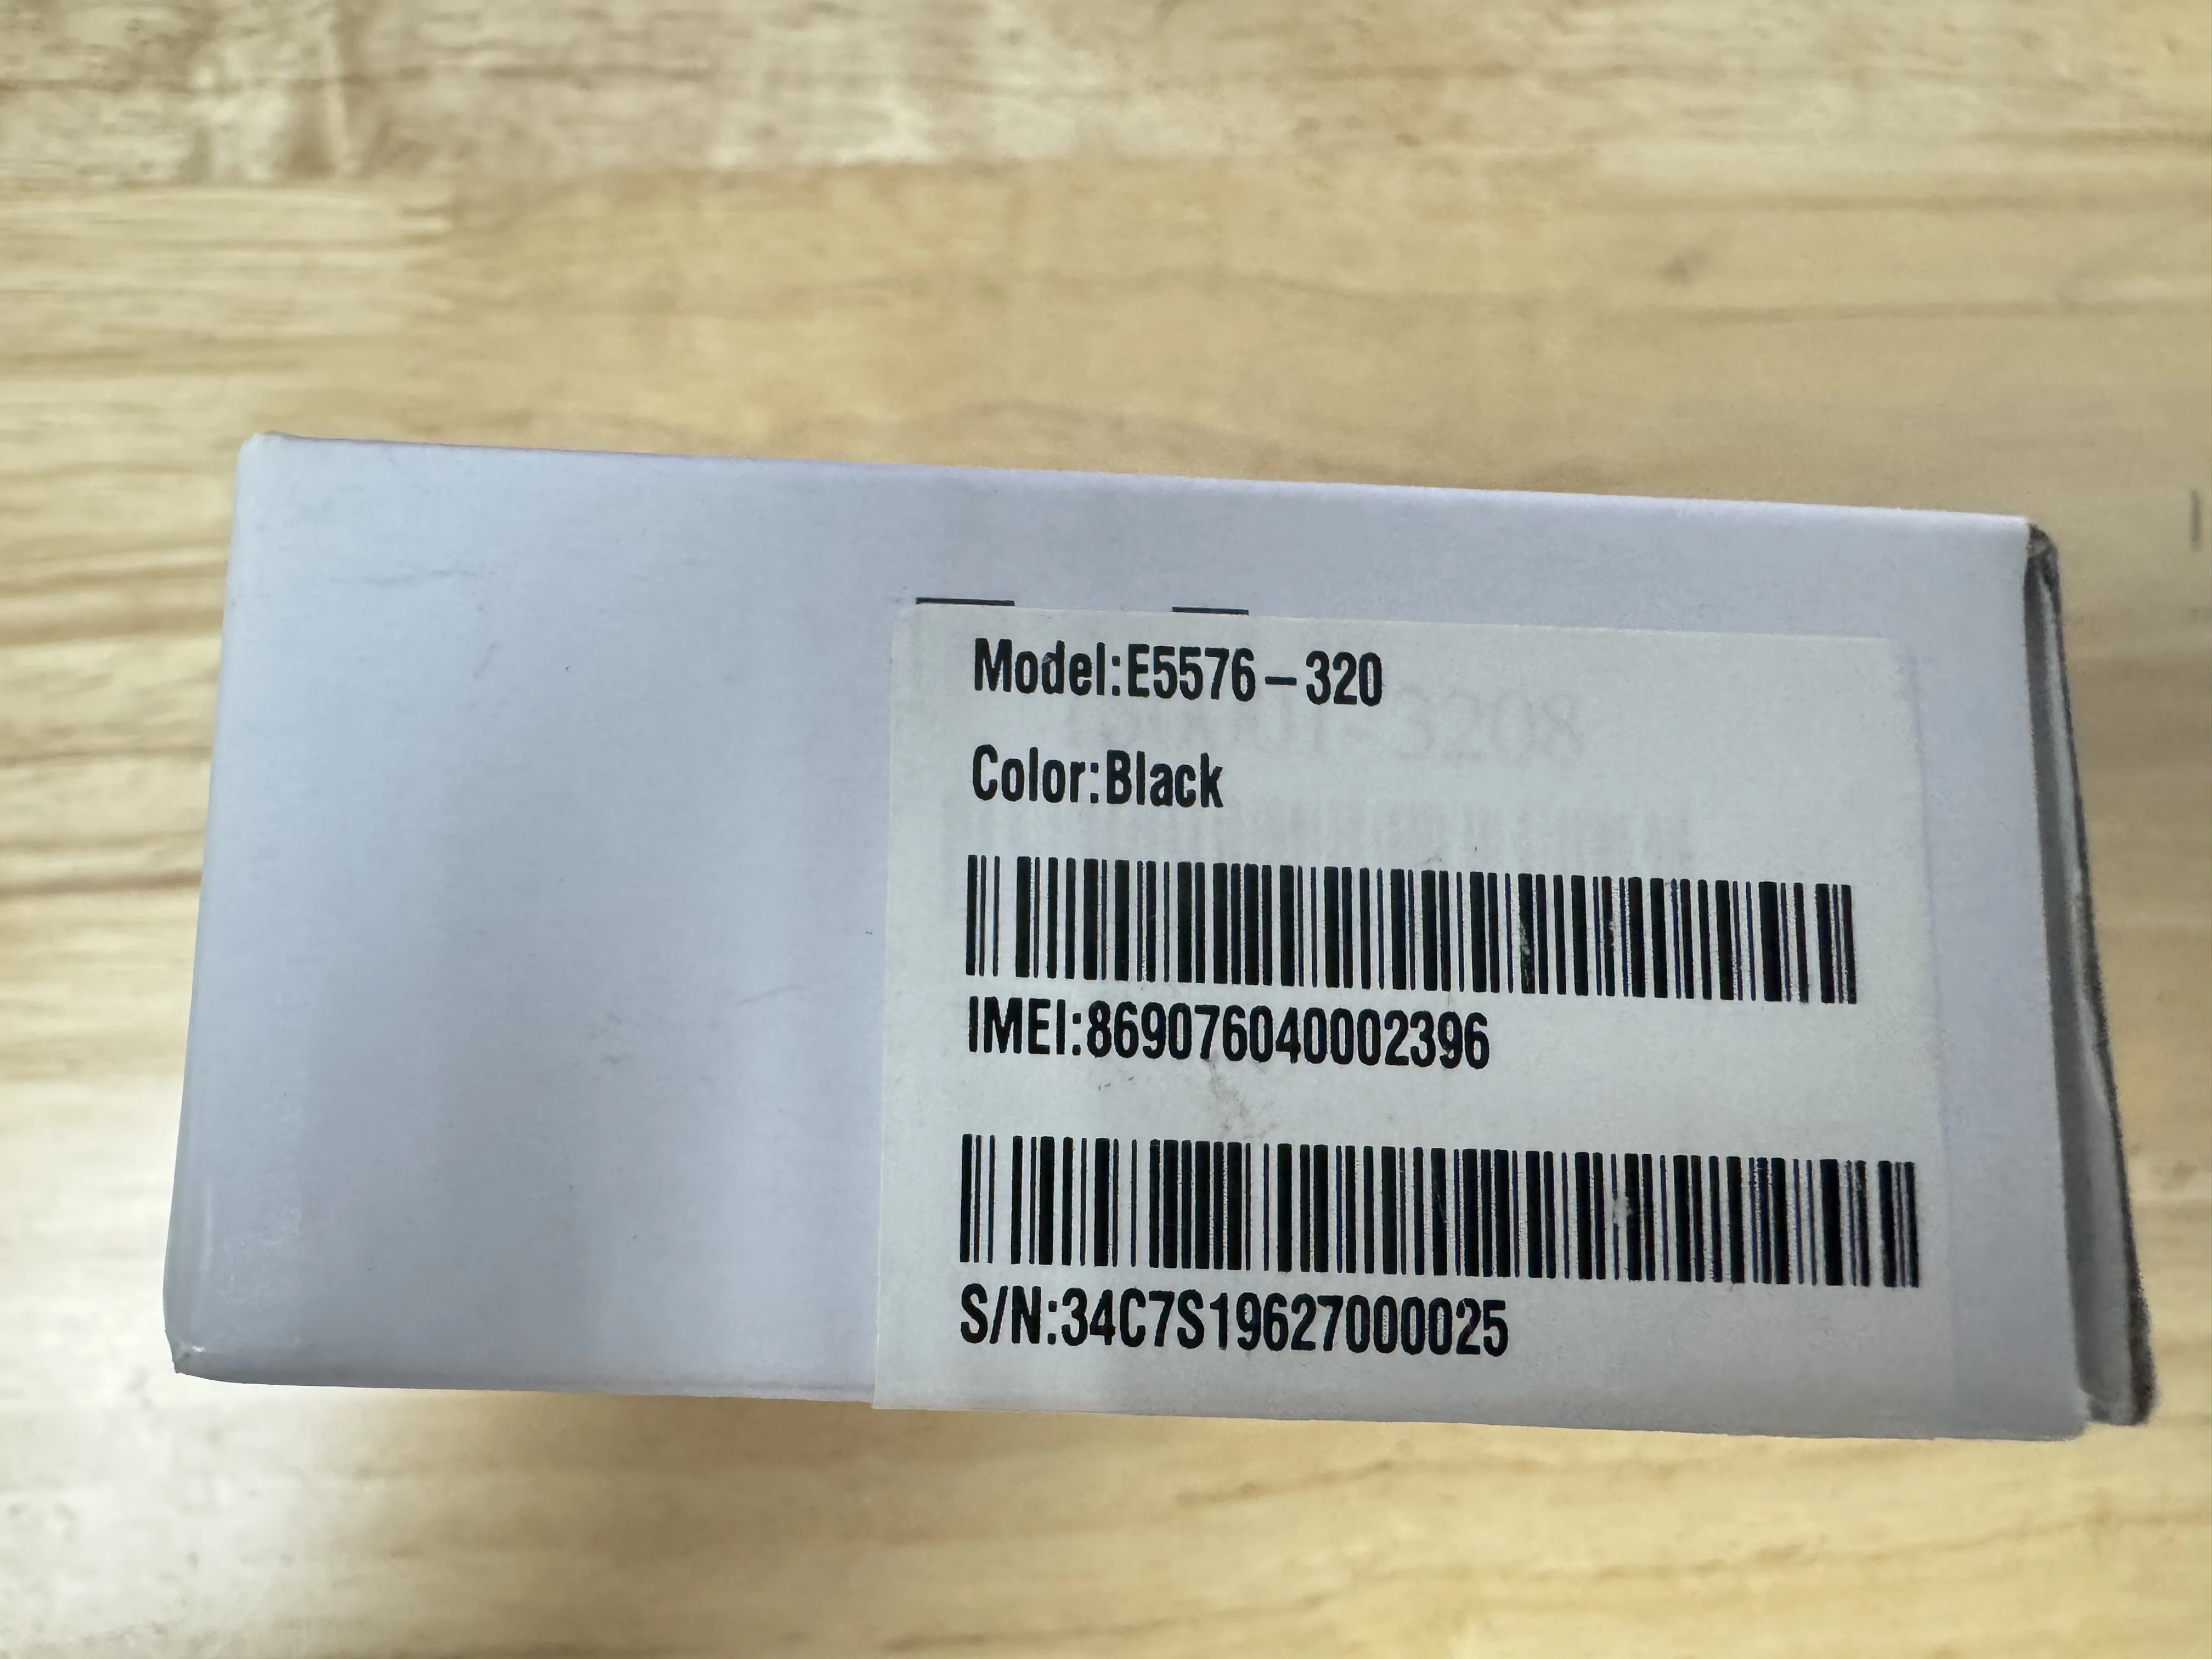 Model:E5576-320
Color:Black
IMEI:869076040002396
S/N:34C7S19627000025